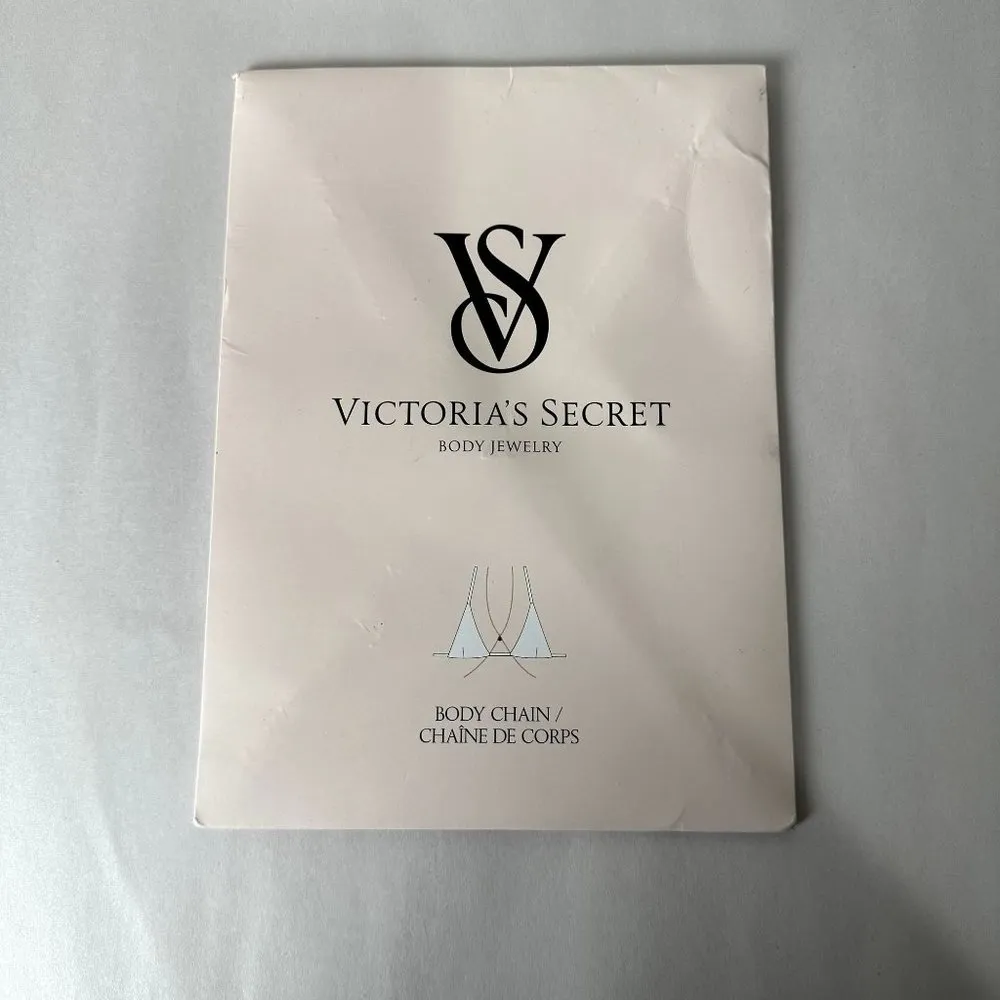 VS
VICTORIA'S SECRET
BODY JEWELRY
BODY CHAIN /
CHAÎNE DE CORPS